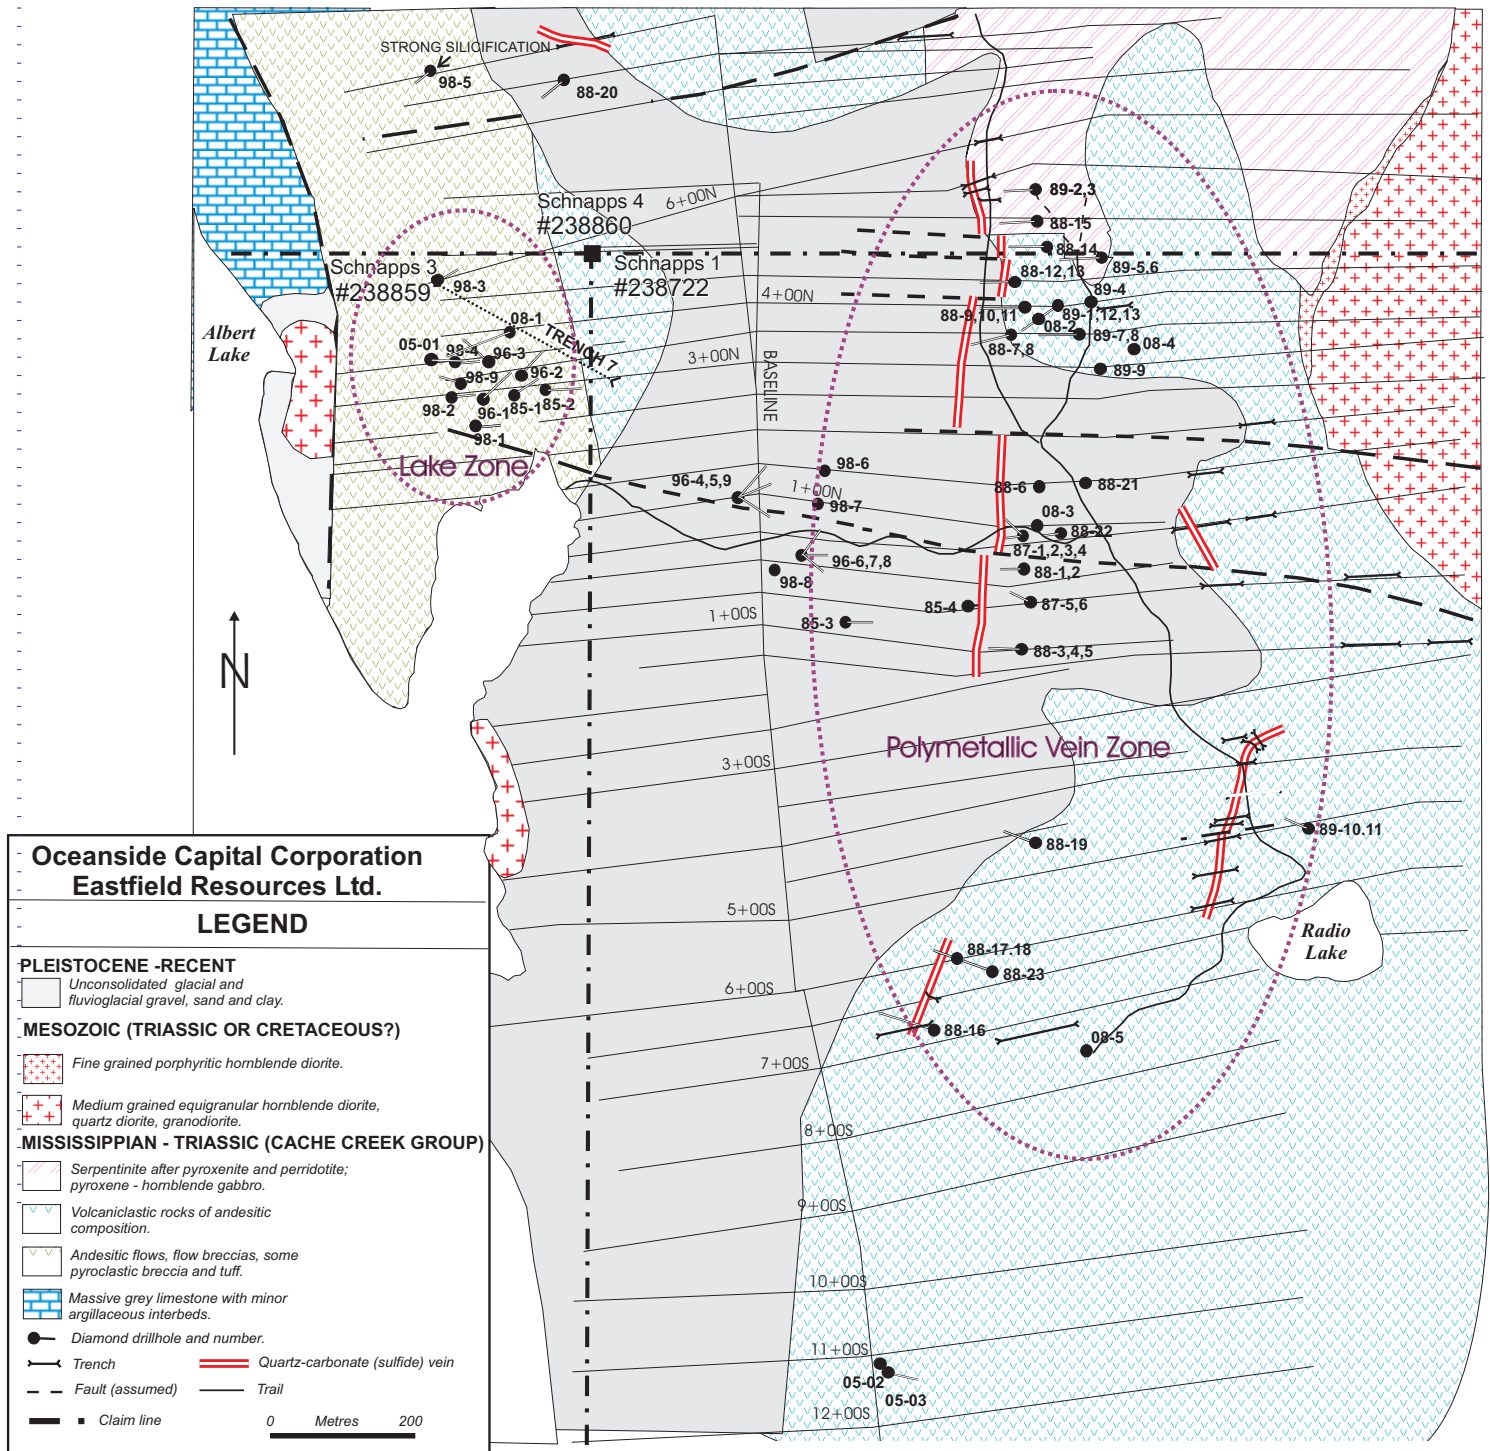 STRONG SILICIFICATION
98-5
88-20
Schnapps 4
#238860
6+00N
89-2,3
88-15
88-14
89-5,6
Schnapps 3
#238859
98-3
Schnapps 1
#238722
88-12,13
4+00N
89-4
88-9,10,11
89-1,12,13
08-2
89-7,8
88-7,8
08-4
89-9
Albert
Lake
08-1
TRENCH 7
05-01
98-4
96-3
3+00N
BASELINE
98-9
96-2
98-2
96-1
85-1
85-2
98-1
Lake Zone
96-4,5,9
98-6
1+00N
98-7
88-6
88-21
08-3
88-22
87-1,2,3,4
96-6,7,8
88-1,2
98-8
85-4
87-5,6
1+00S
85-3
88-3,4,5
N
Polymetallic Vein Zone
3+00S
89-10.11
88-19
5+00S
Radio
Lake
88-17.18
88-23
6+00S
88-16
08-5
7+00S
8+00S
9+00S
10+00S
11+00S
05-02
05-03
12+00S
Oceanside Capital Corporation
Eastfield Resources Ltd.
LEGEND
PLEISTOCENE -RECENT
Unconsolidated glacial and
fluvioglacial gravel, sand and clay.
MESOZOIC (TRIASSIC OR CRETACEOUS?)
Fine grained porphyritic hornblende diorite.
Medium grained equigranular hornblende diorite,
quartz diorite, granodiorite.
MISSISSIPPIAN - TRIASSIC (CACHE CREEK GROUP)
Serpentinite after pyroxenite and perridotite;
pyroxene - hornblende gabbro.
Volcaniclastic rocks of andesitic
composition.
Andesitic flows, flow breccias, some
pyroclastic breccia and tuff.
Massive grey limestone with minor
argillaceous interbeds.
Diamond drillhole and number.
Trench
Quartz-carbonate (sulfide) vein
Fault (assumed)
Trail
Claim line
0 Metres 200